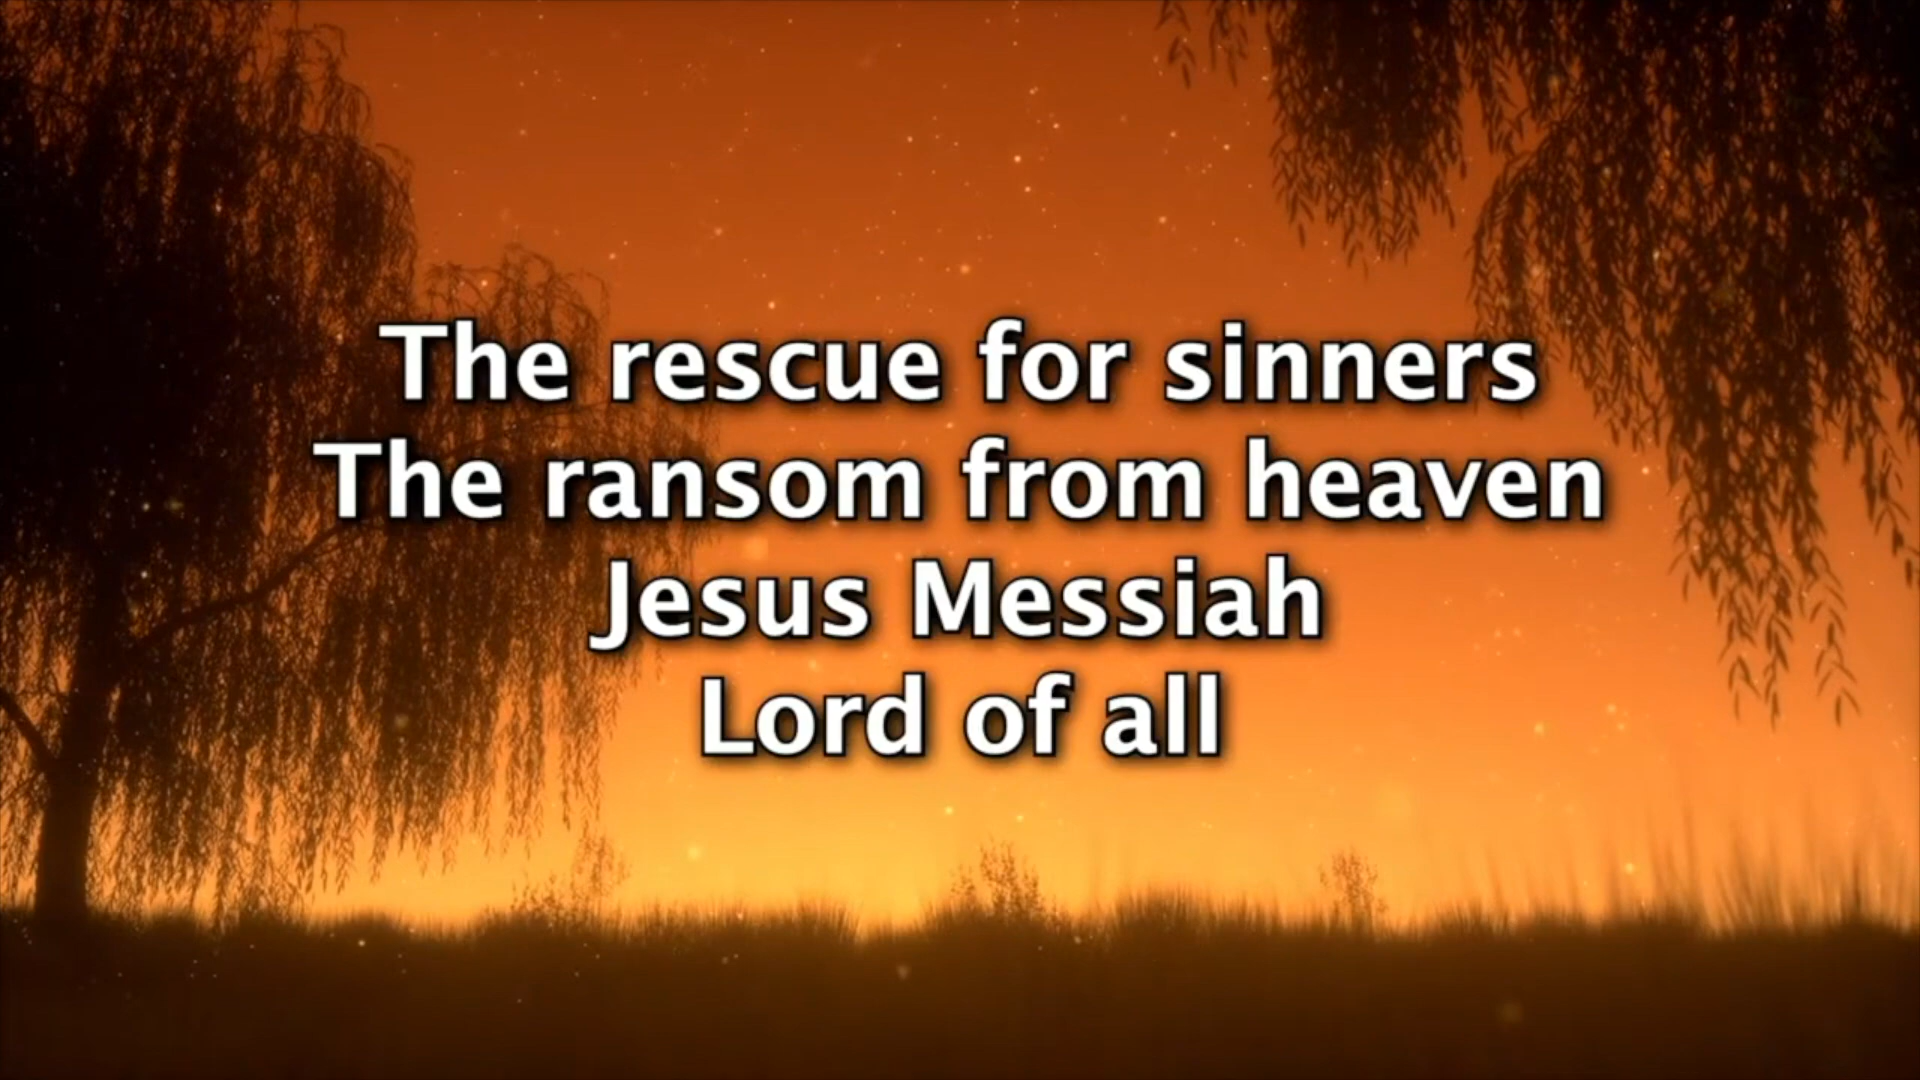 The rescue for sinners
The ransom from heaven
Jesus Messiah
Lord of all